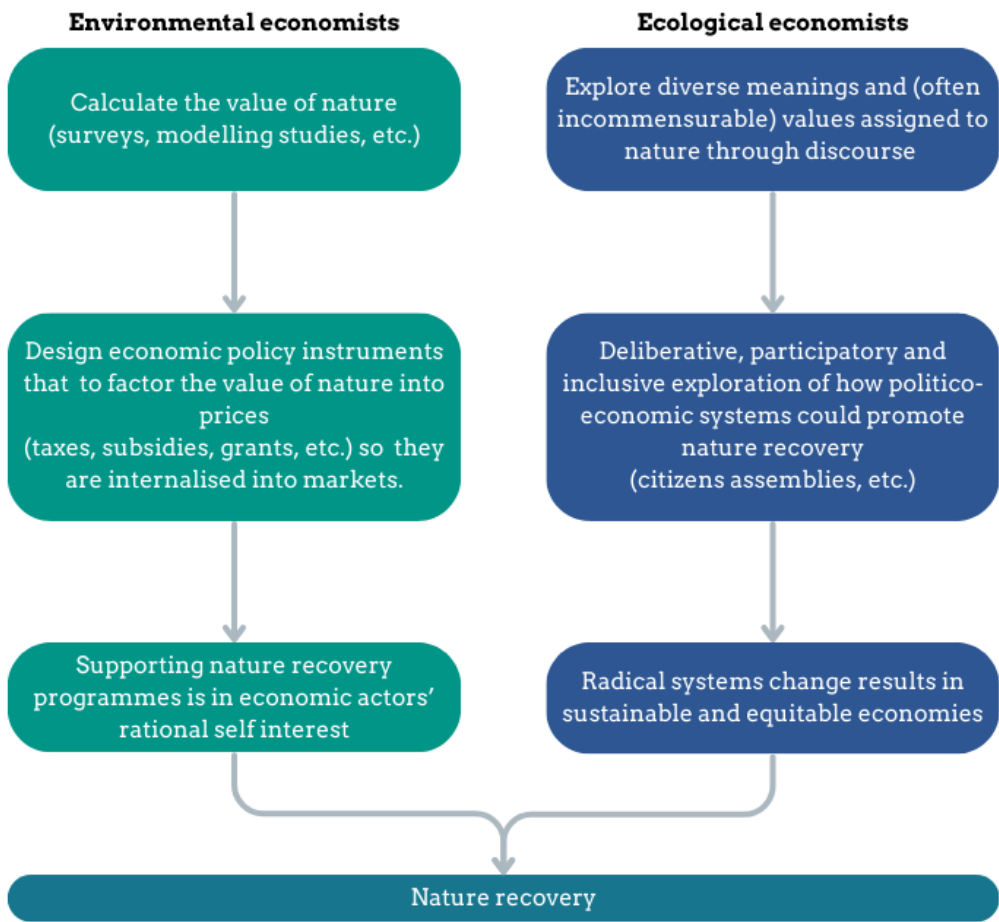 Environmental economists
Calculate the value of nature
(surveys, modelling studies, etc.)
Design economic policy instruments
that to factor the value of nature into
prices
(taxes, subsidies, grants, etc.) so they
are internalised into markets.
Supporting nature recovery
programmes is in economic actors’
rational self interest
Ecological economists
Explore diverse meanings and (often
incommensurable) values assigned to
nature through discourse
Deliberative, participatory and
inclusive exploration of how politico-
economic systems could promote
nature recovery
(citizens assemblies, etc.)
Radical systems change results in
sustainable and equitable economies
Nature recovery